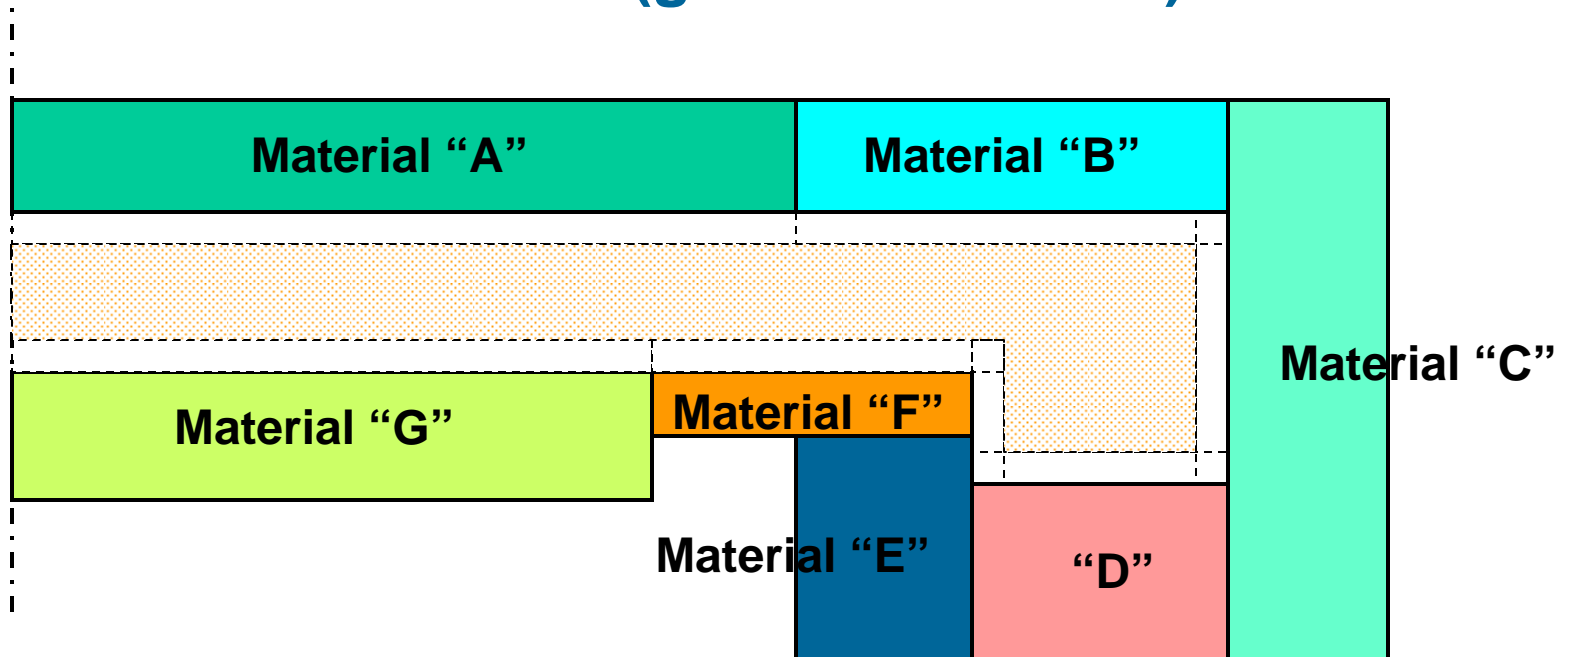 Material “A”
Material “B”
Material “C”
Material “G”
Material “F”
Material “E”
“D”